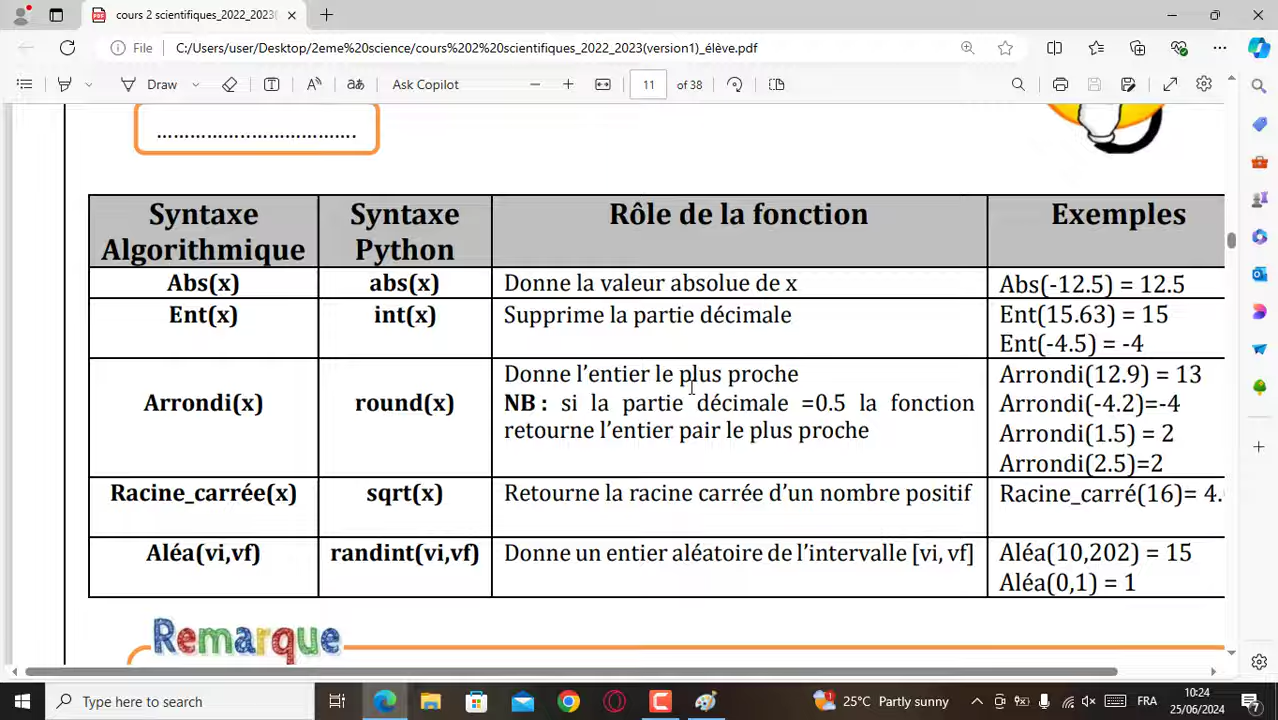 cours 2 scientifiques_2022_2023(
File C:/Users/user/Desktop/2eme%20science/cours%202%20scientifiques_2022_2023(version1)_élève.pdf
Draw aあ Ask Copilot 11 of 38
……………………………….
Syntaxe Algorithmique Syntaxe Python Rôle de la fonction Exemples
Abs(x) abs(x) Donne la valeur absolue de x Abs(-12.5) = 12.5
Ent(x) int(x) Supprime la partie décimale Ent(15.63) = 15
Ent(-4.5) = -4
Arrondi(x) round(x) Donne l’entier le plus proche Arrondi(12.9) = 13
NB : si la partie décimale =0.5 la fonction Arrondi(-4.2)=-4
retourne l’entier pair le plus proche Arrondi(1.5) = 2
Arrondi(2.5)=2
Racine_carrée(x) sqrt(x) Retourne la racine carrée d’un nombre positif Racine_carré(16)= 4.
Aléa(vi,vf) randint(vi,vf) Donne un entier aléatoire de l’intervalle [vi, vf] Aléa(10,202) = 15
Aléa(0,1) = 1
Remarque
Type here to search 1 25°C Partly sunny FRA 10:24
25/06/2024 7